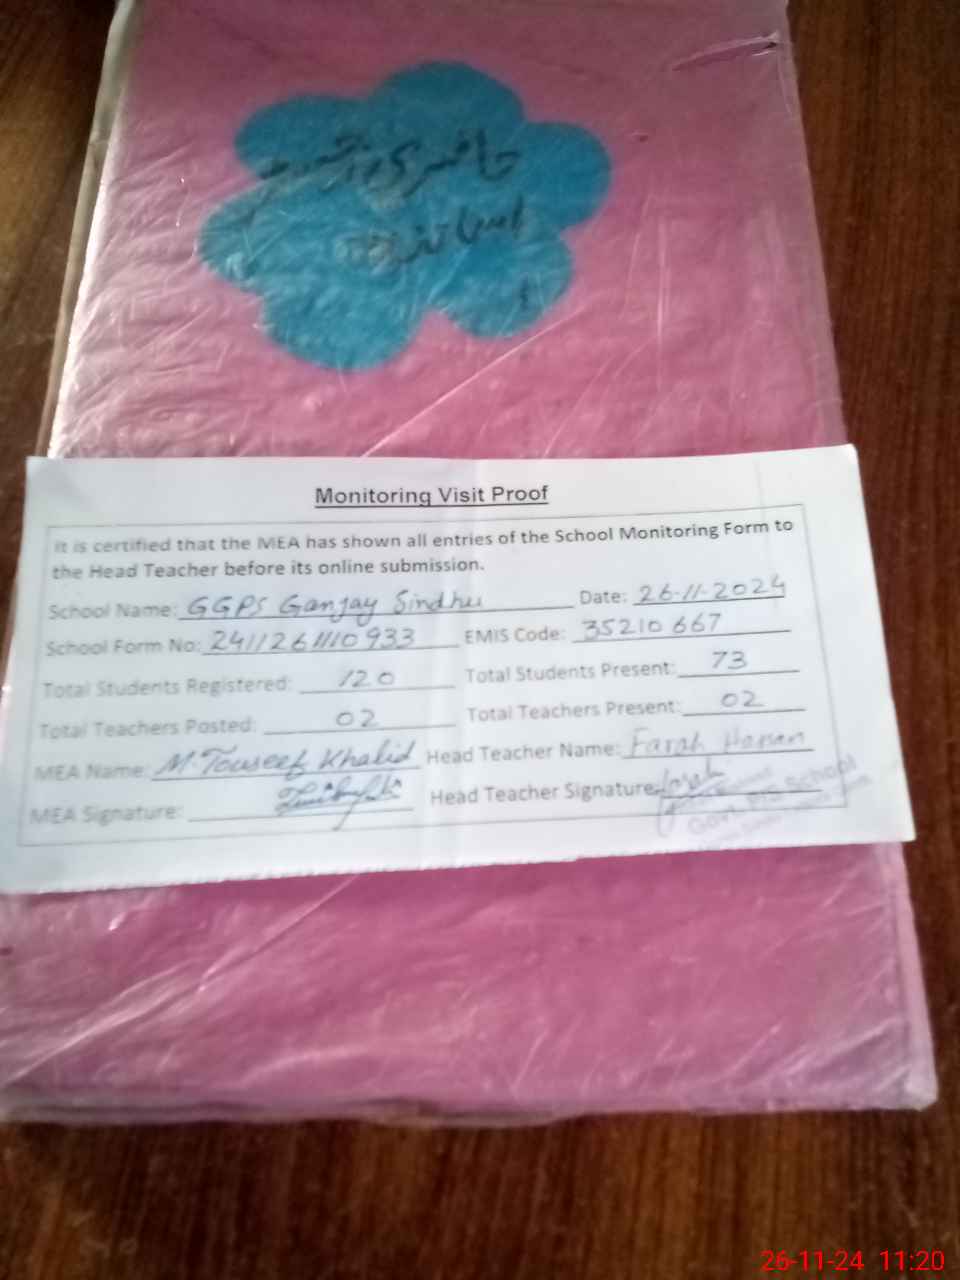 حاضری رجسٹر
اساتذہ
Monitoring Visit Proof
It is certified that the MEA has shown all entries of the School Monitoring Form to
the Head Teacher before its online submission.
School Name: GGPS Ganjay Sindhu Date: 26-11-2024
School Form No: 2411261110933 EMIS Code: 35210667
Total Students Registered: 120 Total Students Present: 73
Total Teachers Posted: 02 Total Teachers Present: 02
MEA Name: M. Touseef Khalid Head Teacher Name: Farah Hassan
MEA Signature: Head Teacher Signature: Farah
Govt. School
26-11-24 11:20